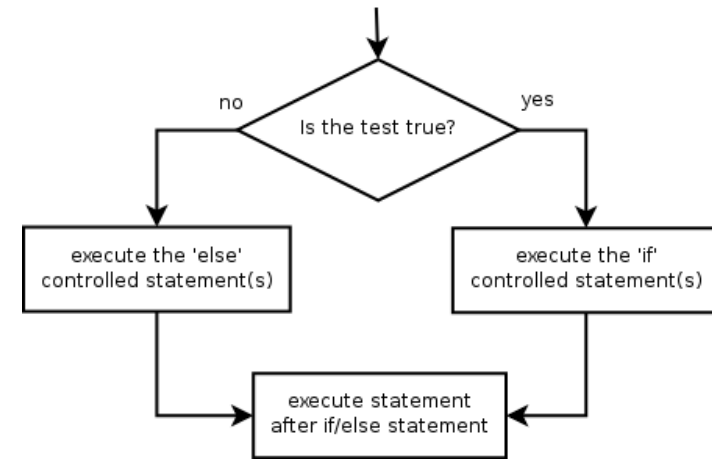 no
yes
Is the test true?
execute the 'else'
controlled statement(s)
execute the 'if'
controlled statement(s)
execute statement
after if/else statement